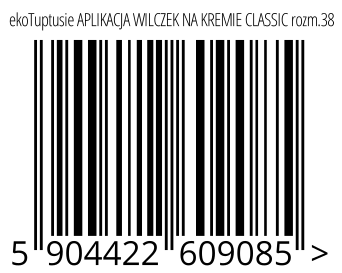 ekoTuptusie APLIKACJA WILCZEK NA KREMIE CLASSIC rozm.38
5 904422 609085 >